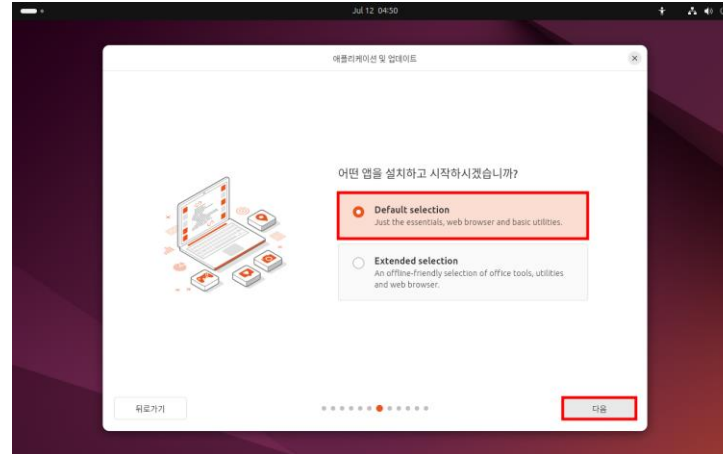 Jul 12 04:50
애플리케이션 및 업데이트
어떤 앱을 설치하고 시작하시겠습니까?
Default selection
Just the essentials, web browser and basic utilities.
Extended selection
An offline-friendly selection of office tools, utilities
and web browser.
뒤로가기
다음